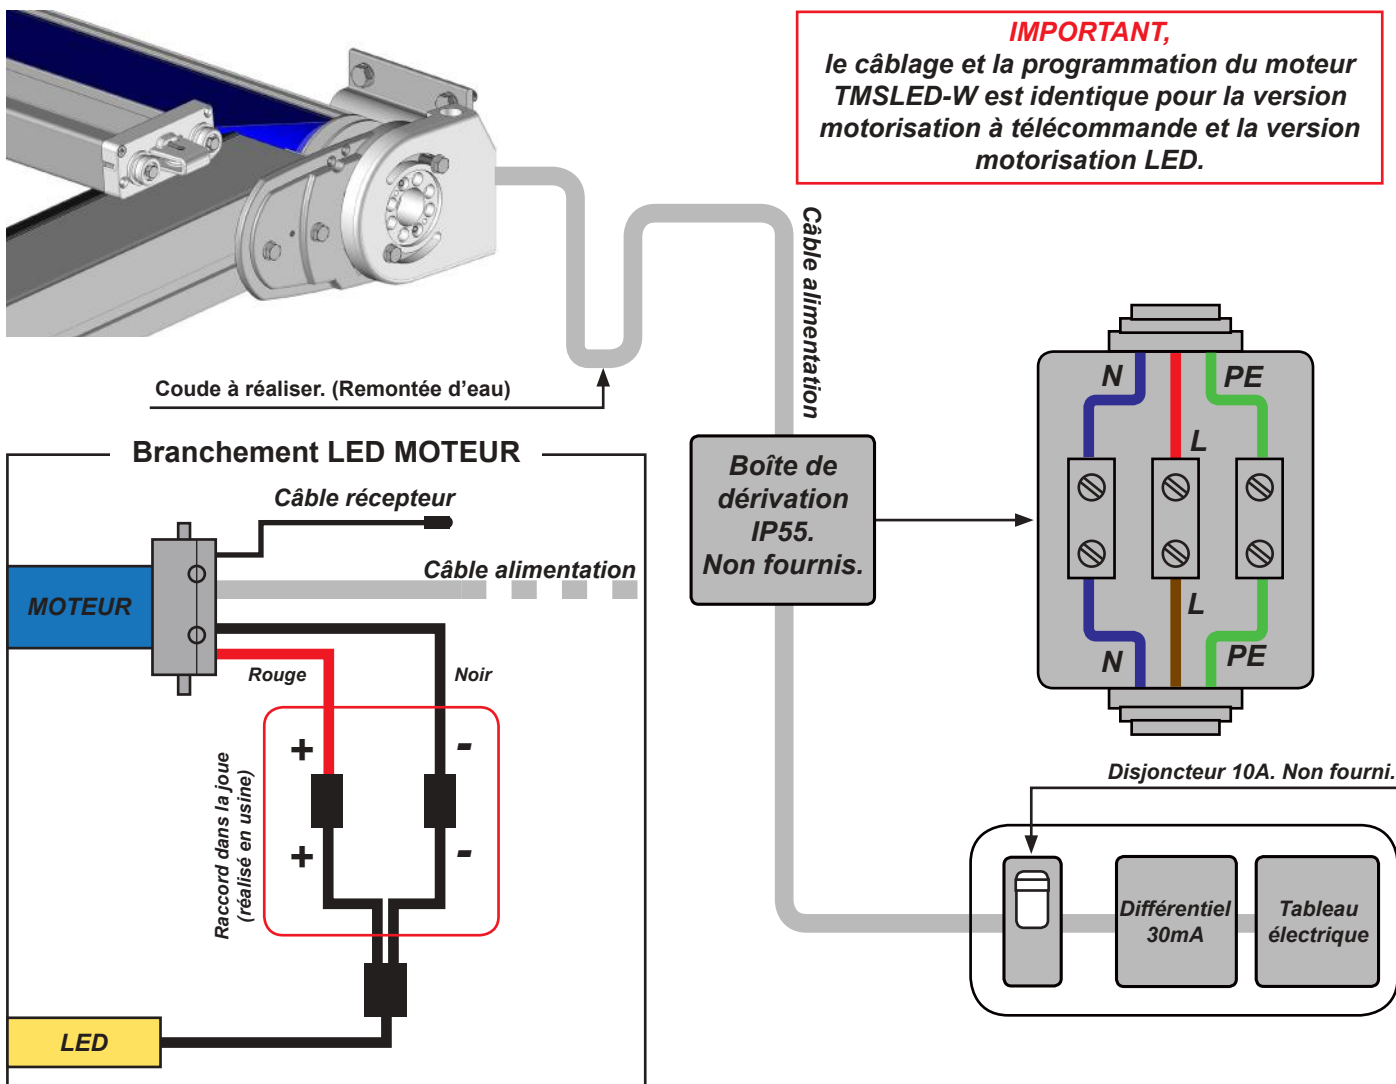 IMPORTANT,
le câblage et la programmation du moteur
TMSLED-W est identique pour la version
motorisation à télécommande et la version
motorisation LED.
Câble alimentation
Coude à réaliser. (Remontée d'eau)
Boîte de
dérivation
IP55.
Non fournis.
N
PE
L
L
N
PE
Branchement LED MOTEUR
Câble récepteur
Câble alimentation
MOTEUR
Rouge
Noir
+
-
+
-
Raccord dans la joue
(réalisé en usine)
LED
Disjoncteur 10A. Non fourni.
Différentiel
30mA
Tableau
électrique